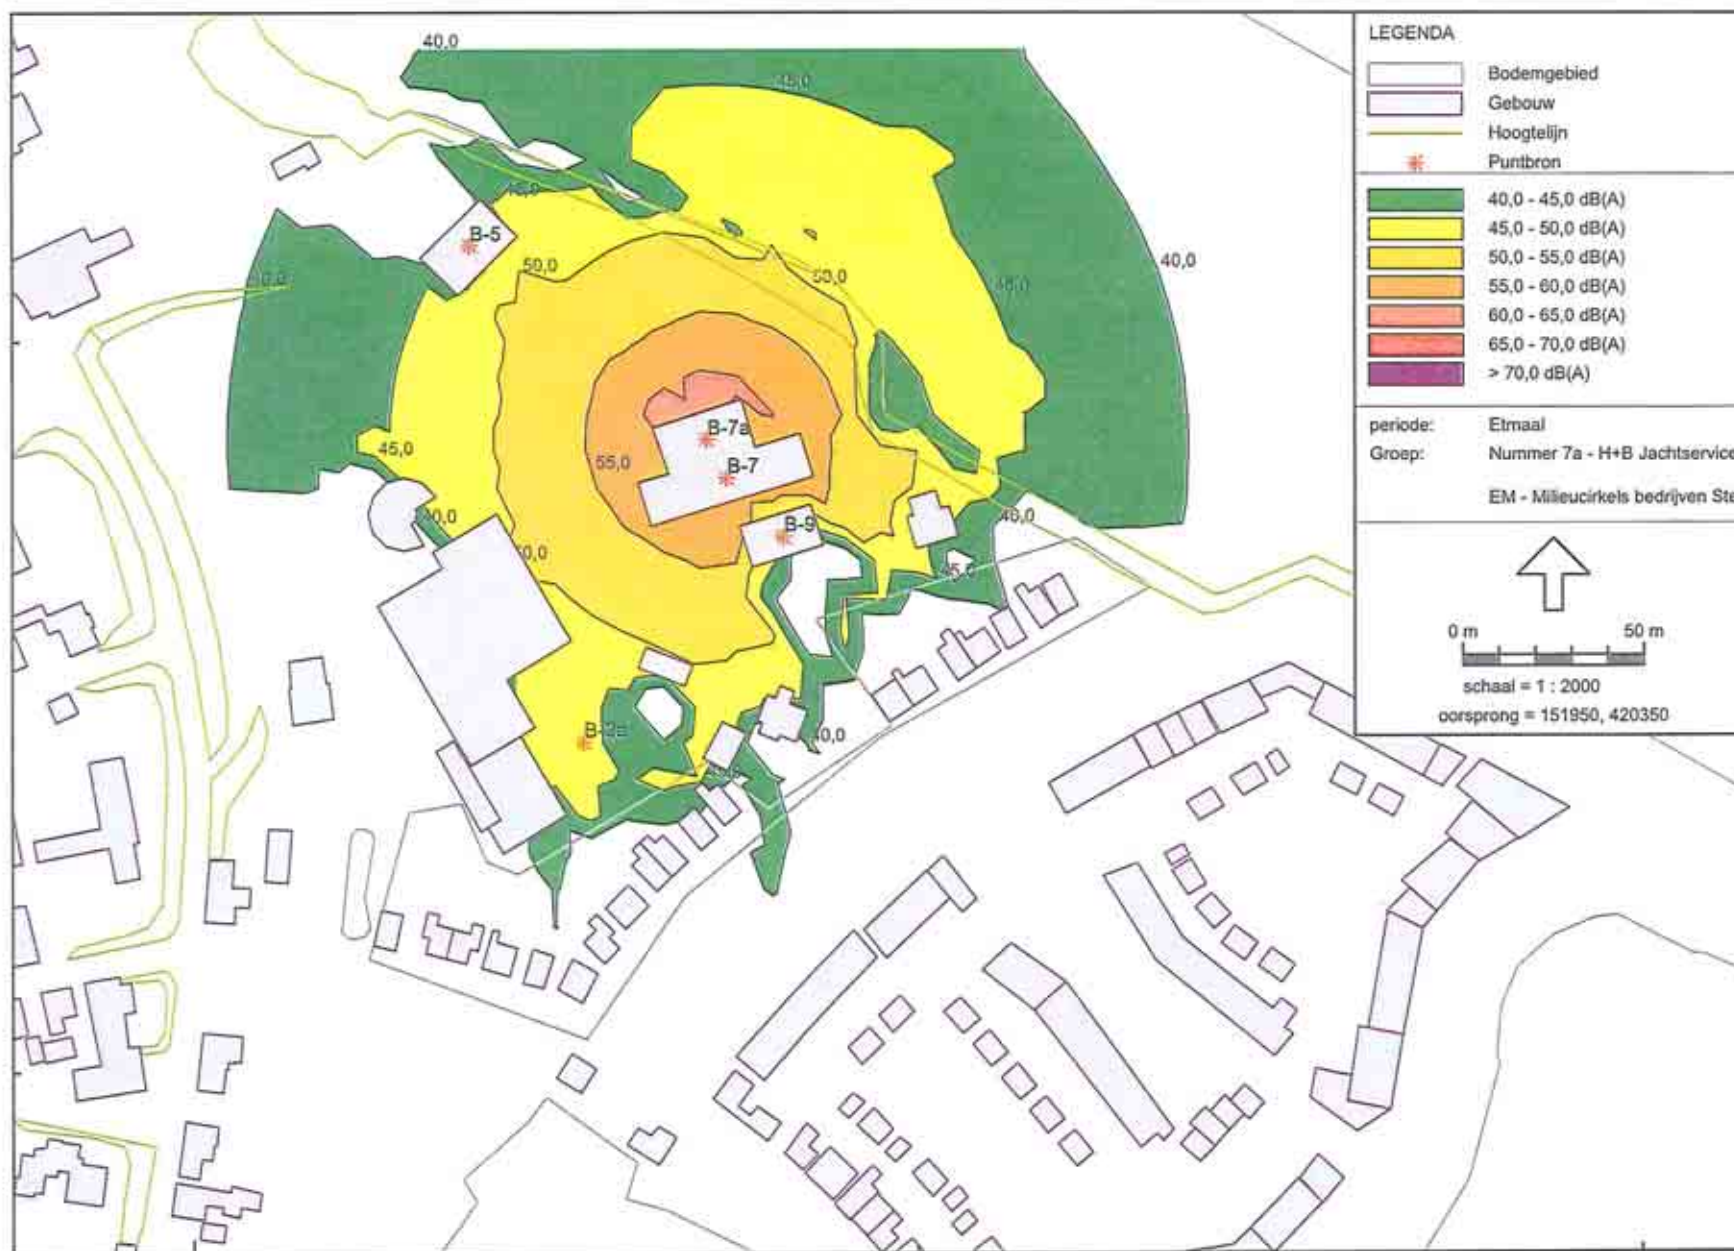 LEGENDA
Bodemgebied
Gebouw
Hoogtelijn
Puntbron
40,0 - 45,0 dB(A)
45,0 - 50,0 dB(A)
50,0 - 55,0 dB(A)
55,0 - 60,0 dB(A)
60,0 - 65,0 dB(A)
65,0 - 70,0 dB(A)
> 70,0 dB(A)
periode: Etmaal
Groep: Nummer 7a - H+B Jachtservice
EM - Milieucirkels bedrijven Ste
0 m 50 m
schaal = 1 : 2000
oorsprong = 151950, 420350
40,0
45,0
45,0
B-5
50,0
50,0
40,0
45,0
B-7a
45,0
55,0
B-7
40,0
40,0
B-9
50,0
45,0
B-2a
40,0